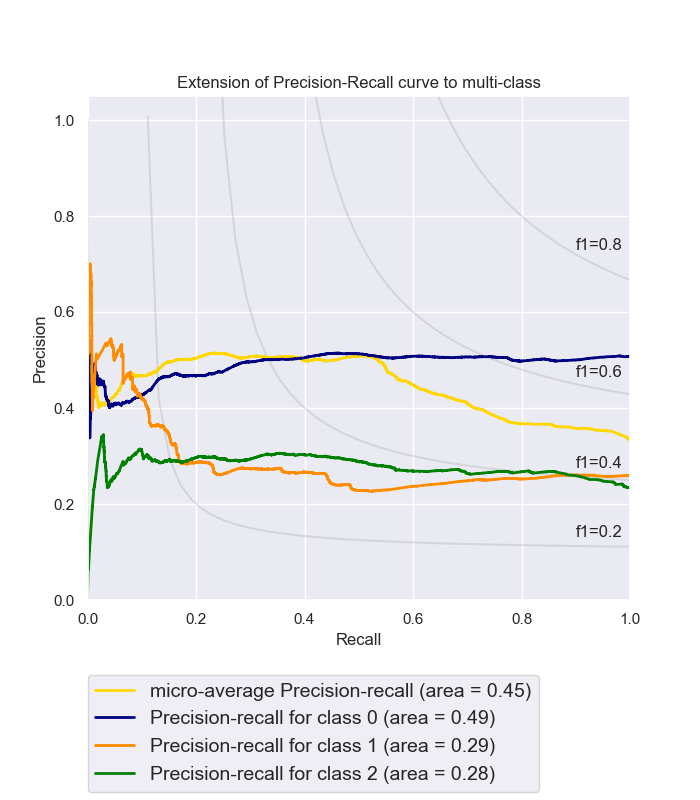 Extension of Precision-Recall curve to multi-class
1.0
0.8
0.6
0.4
0.2
0.0
Precision
f1=0.8
f1=0.6
f1=0.4
f1=0.2
0.0 0.2 0.4 0.6 0.8 1.0
Recall
micro-average Precision-recall (area = 0.45)
Precision-recall for class 0 (area = 0.49)
Precision-recall for class 1 (area = 0.29)
Precision-recall for class 2 (area = 0.28)